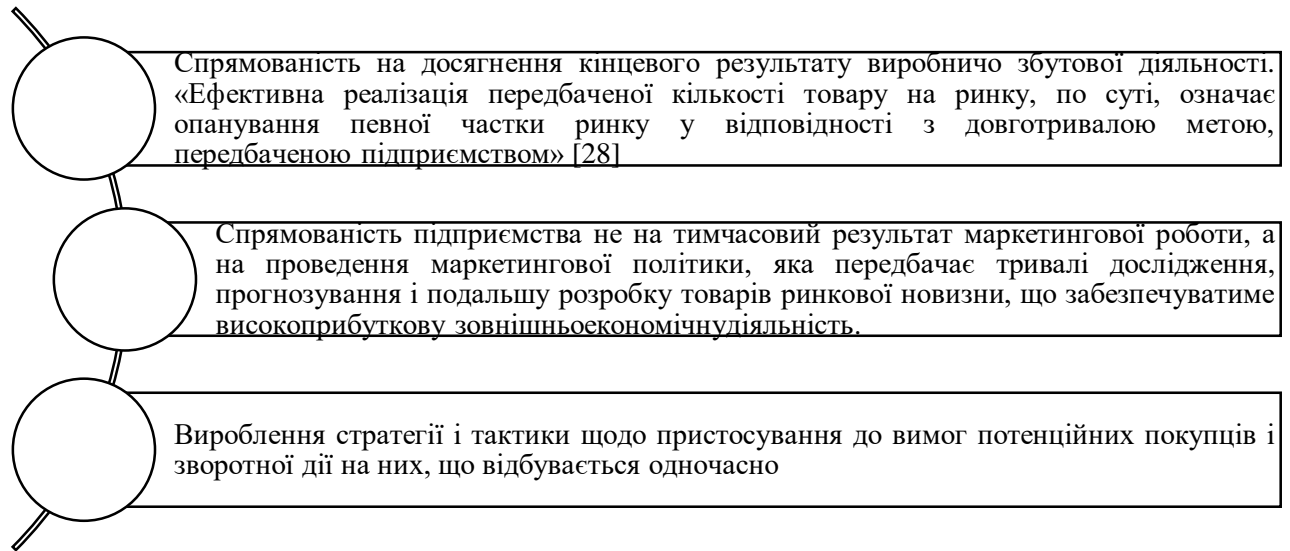 Спрямованість на досягнення кінцевого результату виробничо збутової діяльності.
«Ефективна реалізація передбаченої кількості товару на ринку, по суті, означає
опанування певної частки ринку у відповідності з довготривалою метою,
передбаченою підприємством» [28]
Спрямованість підприємства не на тимчасовий результат маркетингової роботи, а
на проведення маркетингової політики, яка передбачає тривалі дослідження,
прогнозування і подальшу розробку товарів ринкової новизни, що забезпечуватиме
високоприбуткову зовнішньоекономічнудіяльність.
Вироблення стратегії і тактики щодо пристосування до вимог потенційних покупців і
зворотної дії на них, що відбувається одночасно